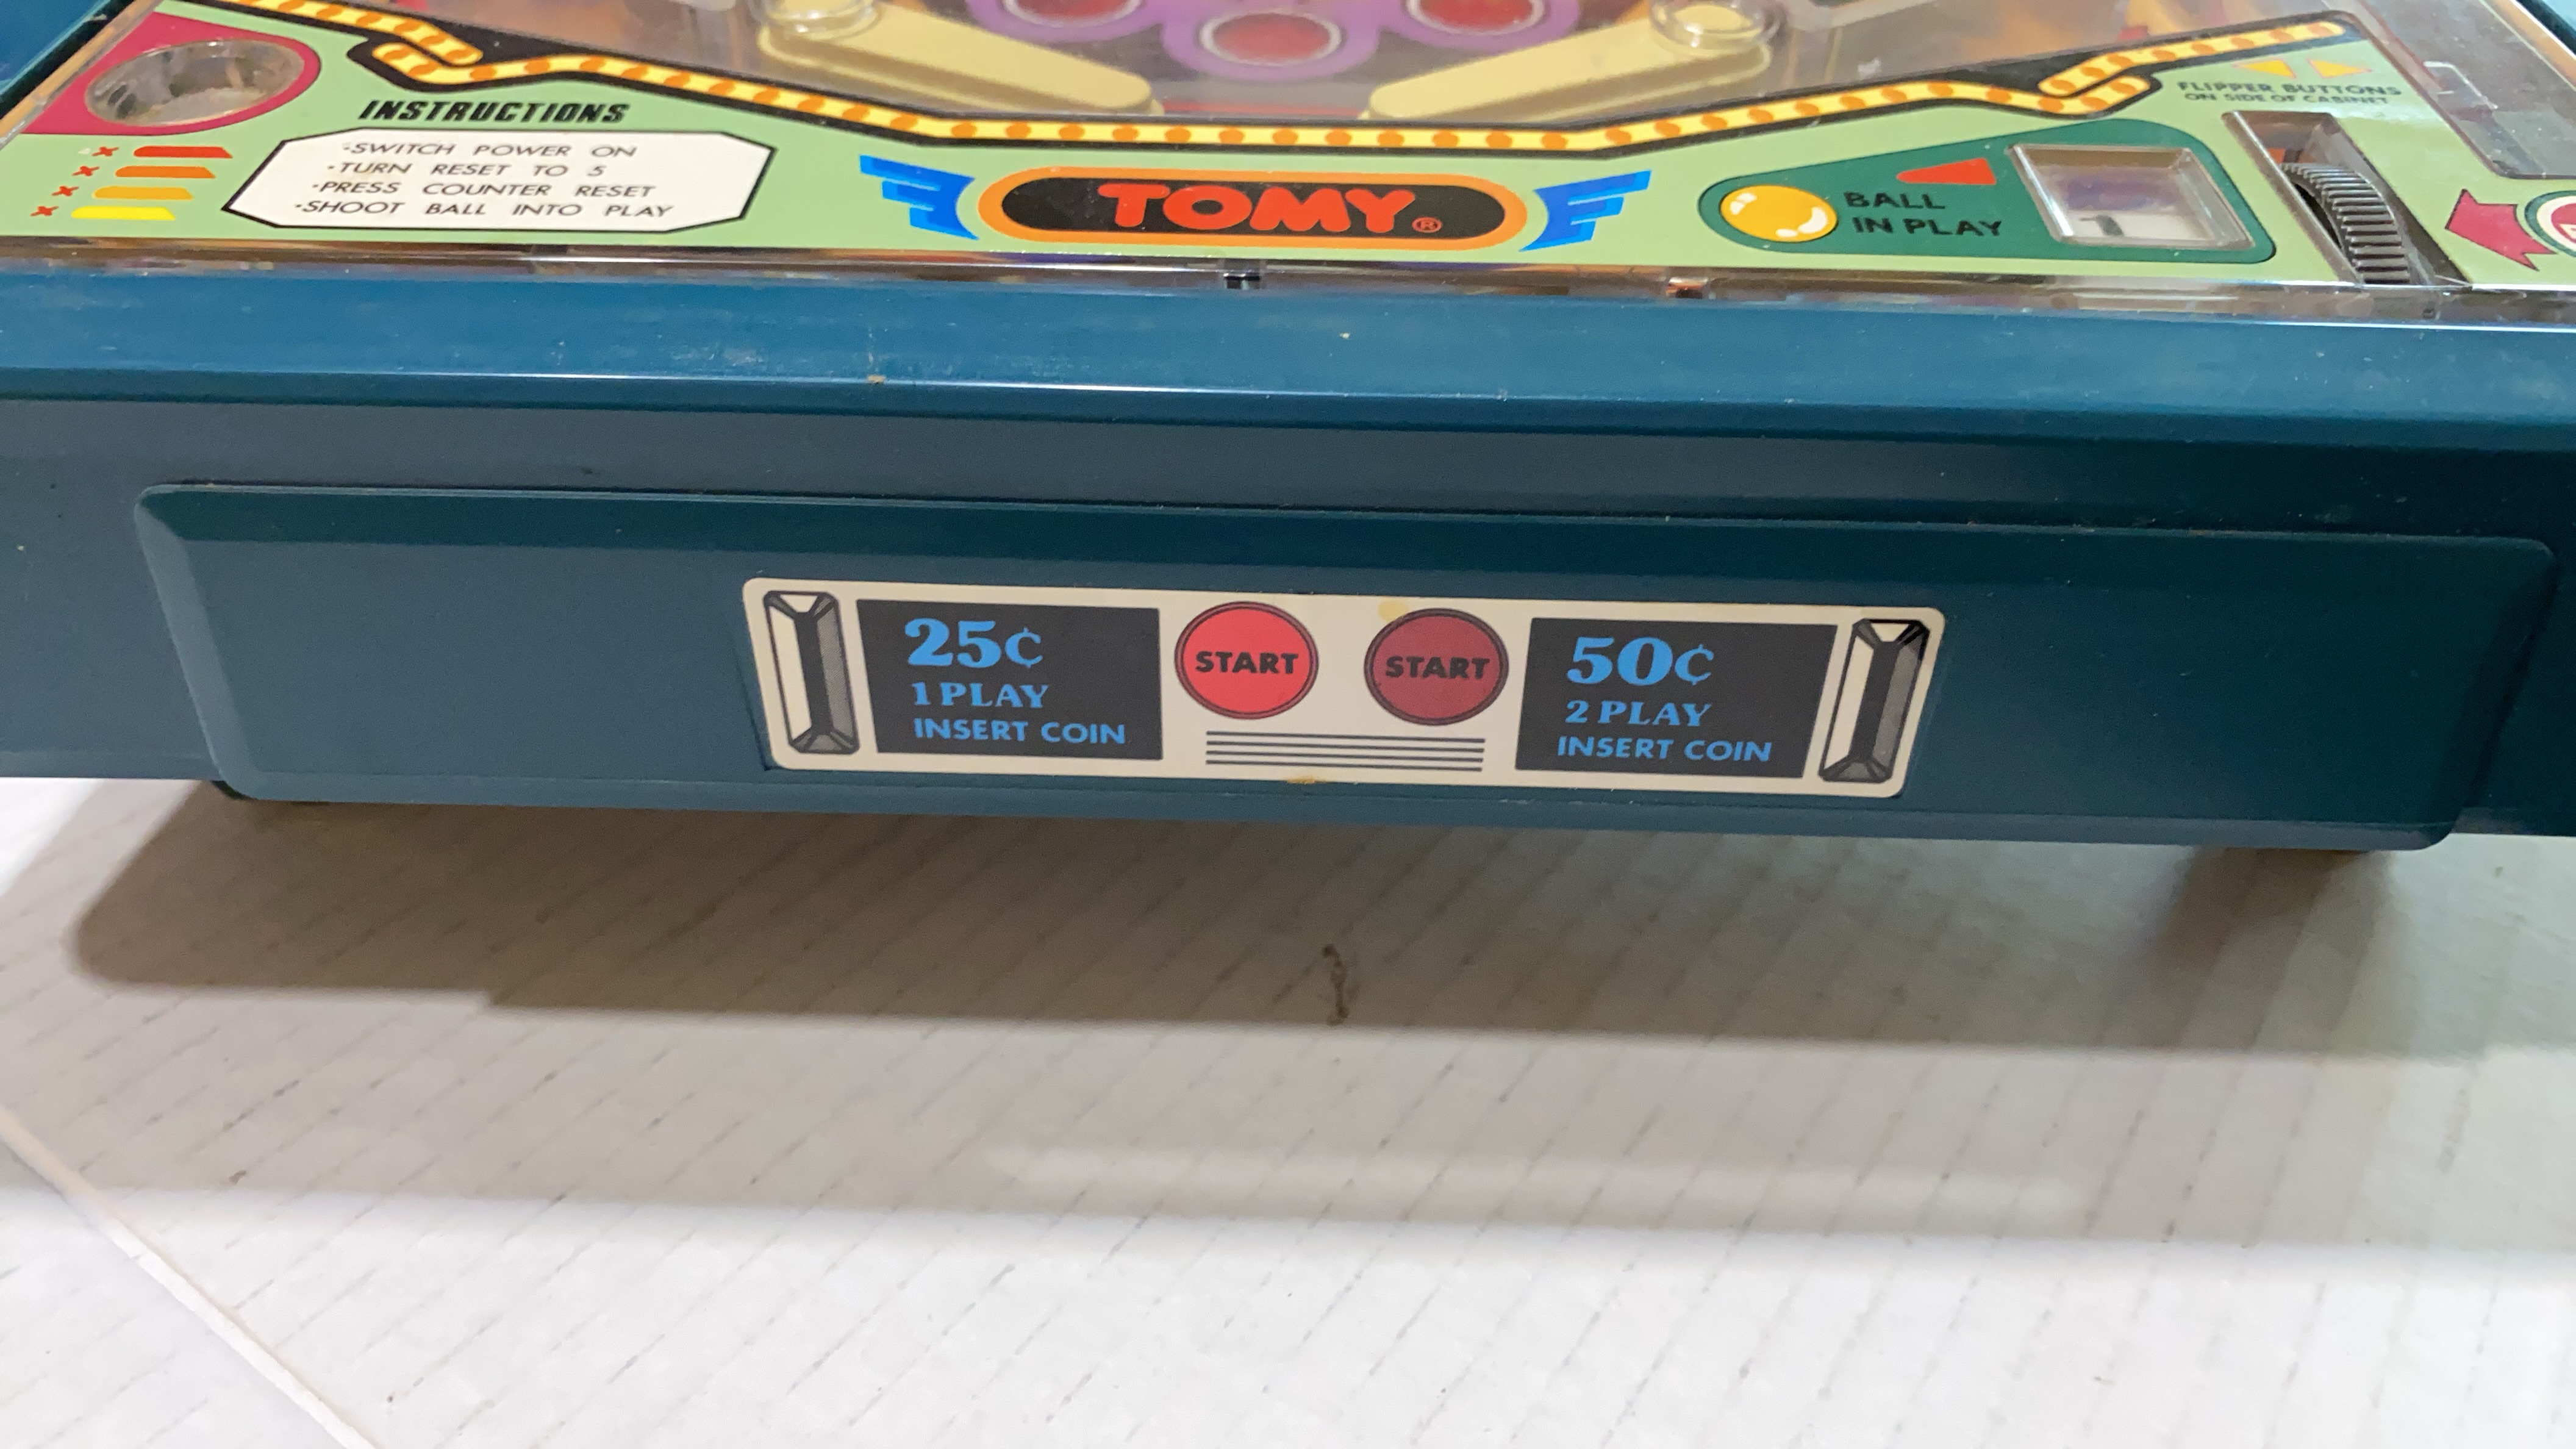 INSTRUCTIONS
·SWITCH POWER ON
·TURN RESET TO 5
·PRESS COUNTER RESET
·SHOOT BALL INTO PLAY
TOMY®
BALL
IN PLAY
FLIPPER BUTTONS
ON SIDE OF CABINET
25¢
1 PLAY
INSERT COIN
START
START
50¢
2 PLAY
INSERT COIN